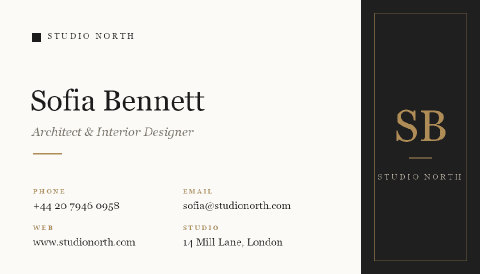 STUDIO NORTH
Sofia Bennett
Architect & Interior Designer
PHONE
+44 20 7946 0958
EMAIL
sofia@studionorth.com
WEB
www.studionorth.com
STUDIO
14 Mill Lane, London
SB
STUDIO NORTH